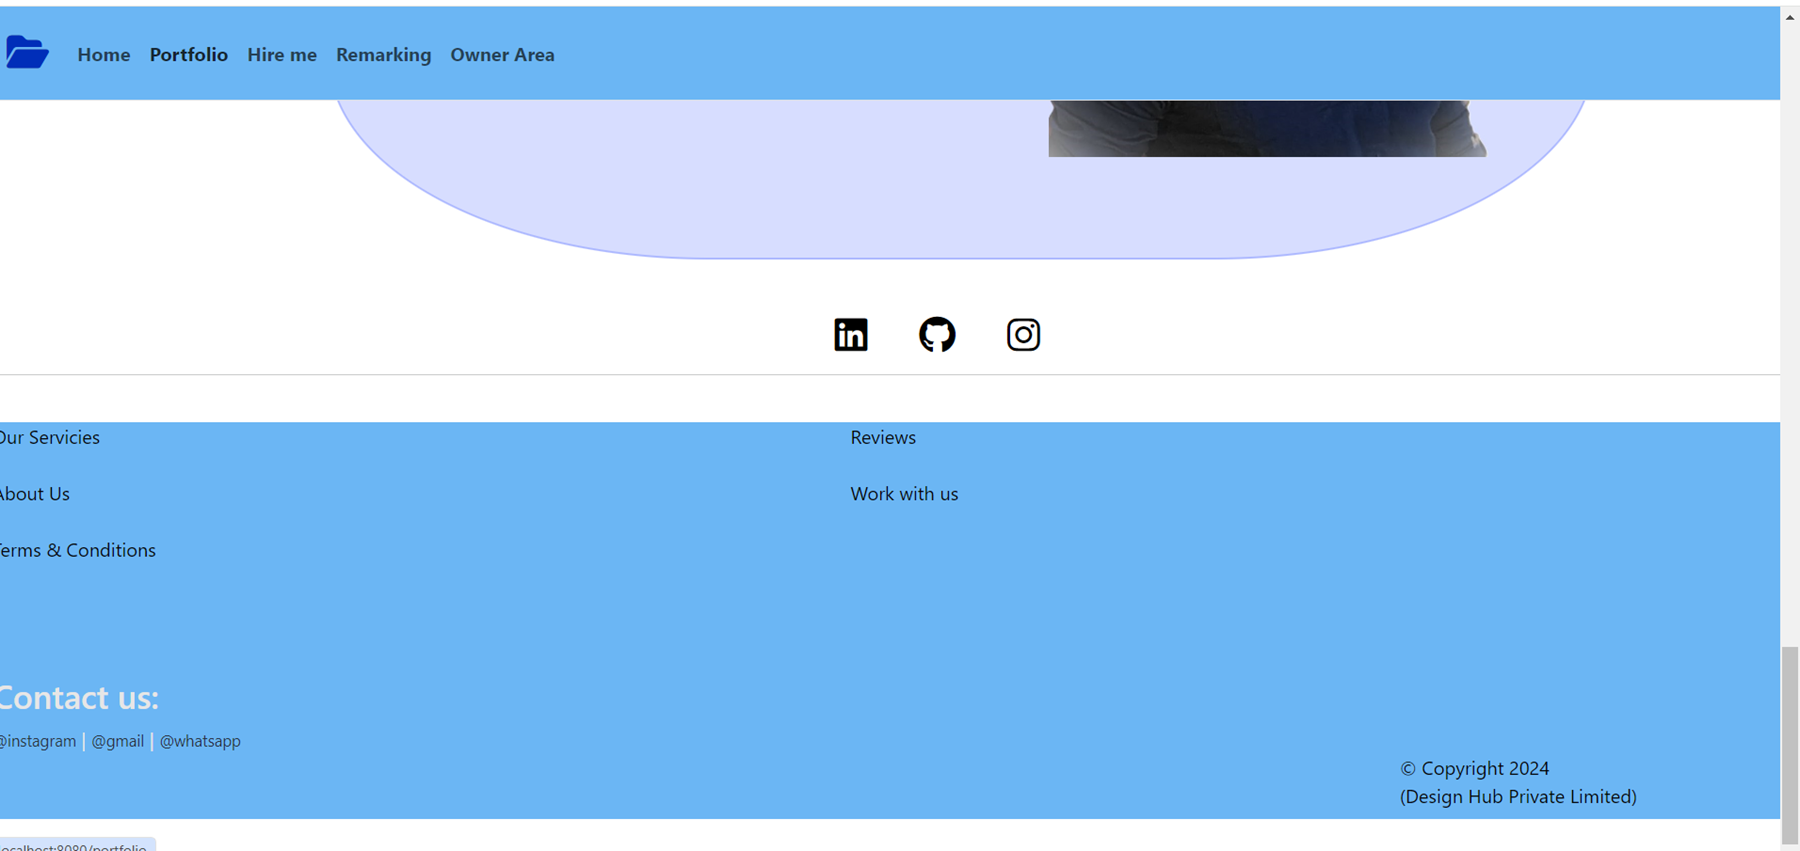 Home Portfolio Hire me Remarking Owner Area
in
Our Servicies
Reviews
About Us
Work with us
Terms & Conditions
Contact us:
@instagram | @gmail | @whatsapp
© Copyright 2024
(Design Hub Private Limited)
localhost:8080/portfolio